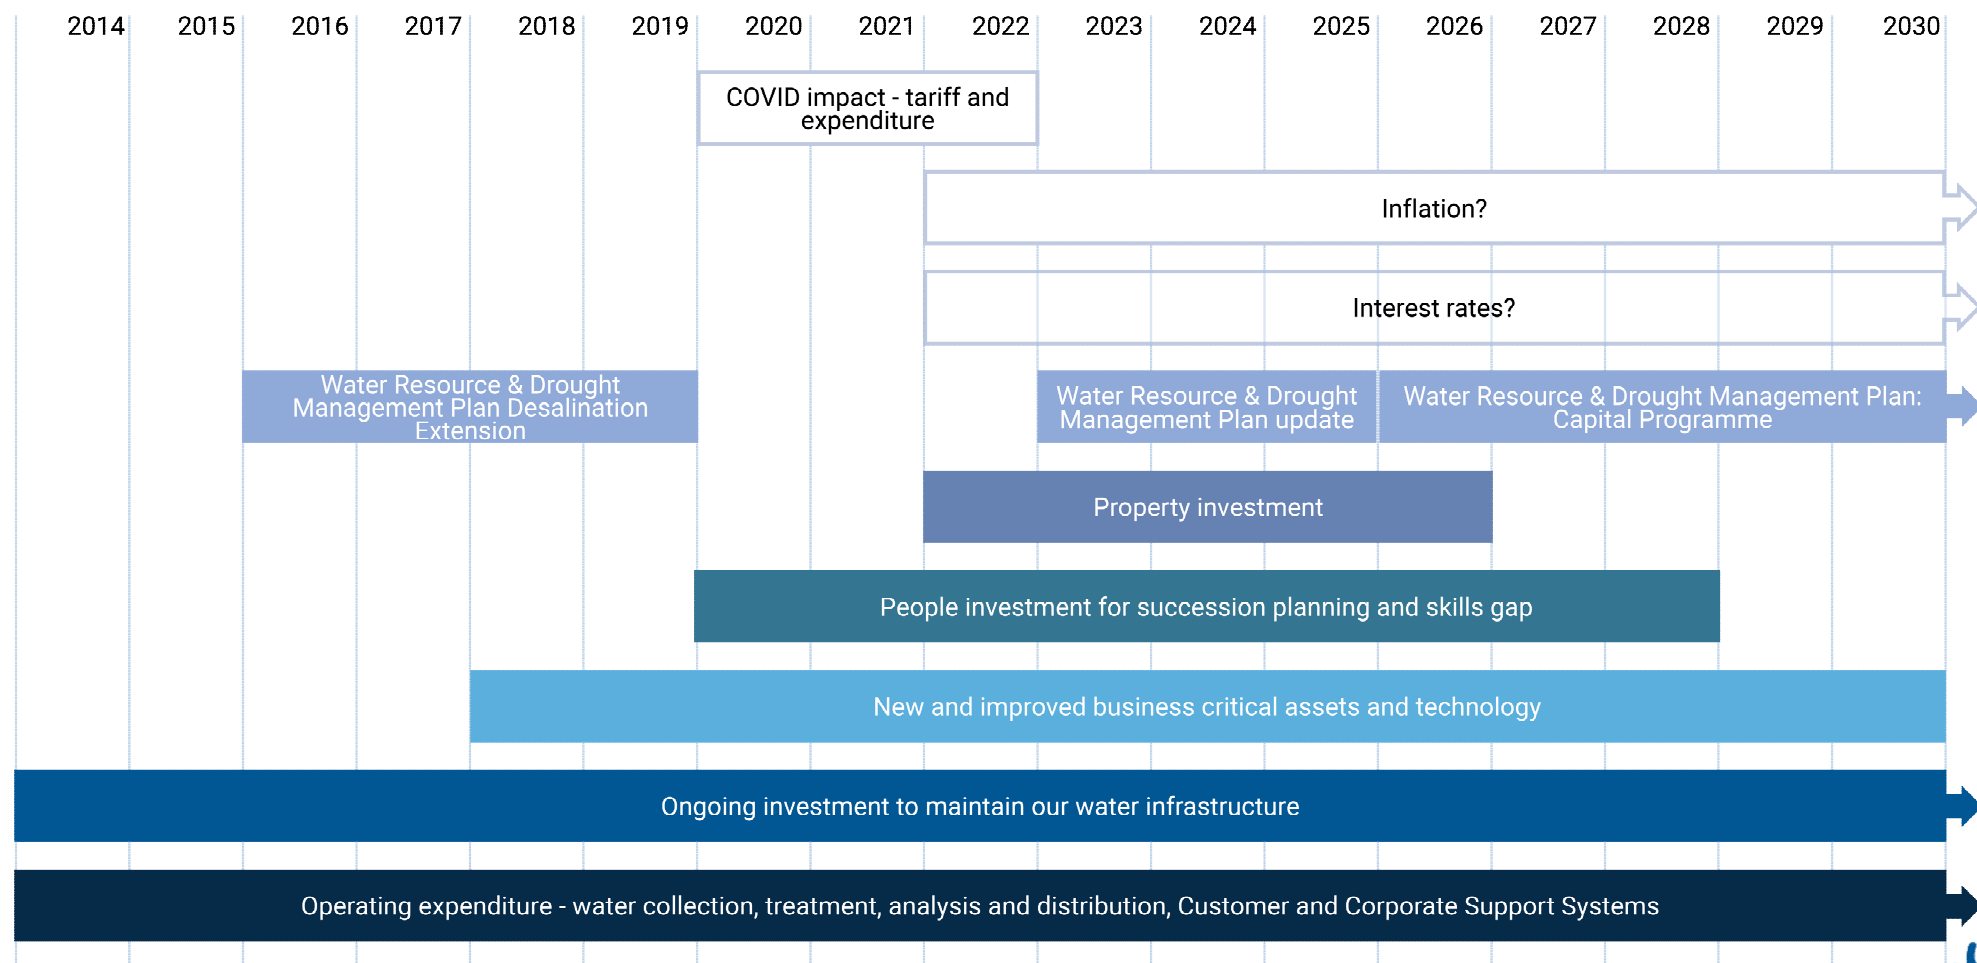 2014 2015 2016 2017 2018 2019 2020 2021 2022 2023 2024 2025 2026 2027 2028 2029 2030
COVID impact - tariff and
expenditure
Inflation?
Interest rates?
Water Resource & Drought
Management Plan Desalination
Extension
Water Resource & Drought
Management Plan update
Water Resource & Drought Management Plan:
Capital Programme
Property investment
People investment for succession planning and skills gap
New and improved business critical assets and technology
Ongoing investment to maintain our water infrastructure
Operating expenditure - water collection, treatment, analysis and distribution, Customer and Corporate Support Systems